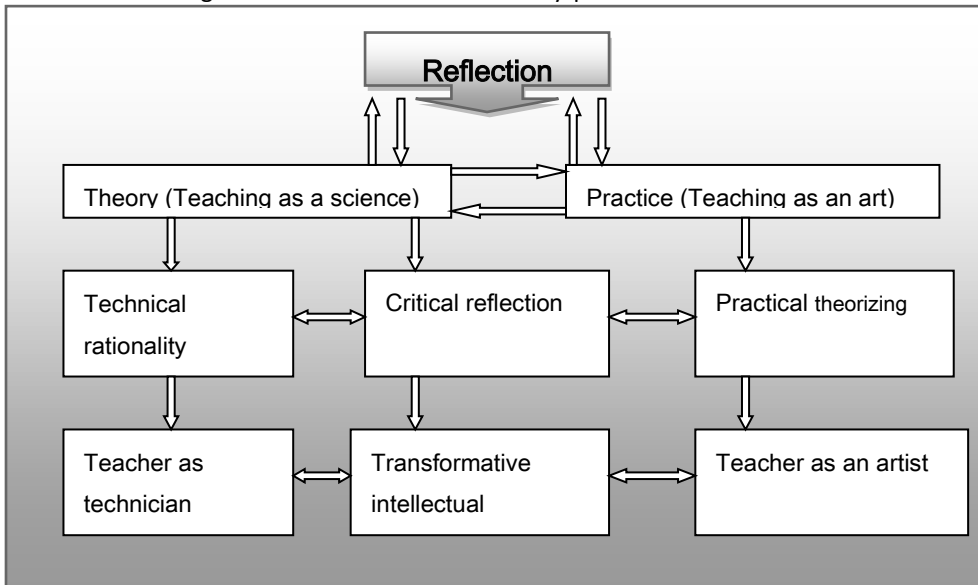 Reflection
Theory (Teaching as a science)
Practice (Teaching as an art)
Technical
rationality
Critical reflection
Practical theorizing
Teacher as
technician
Transformative
intellectual
Teacher as an artist